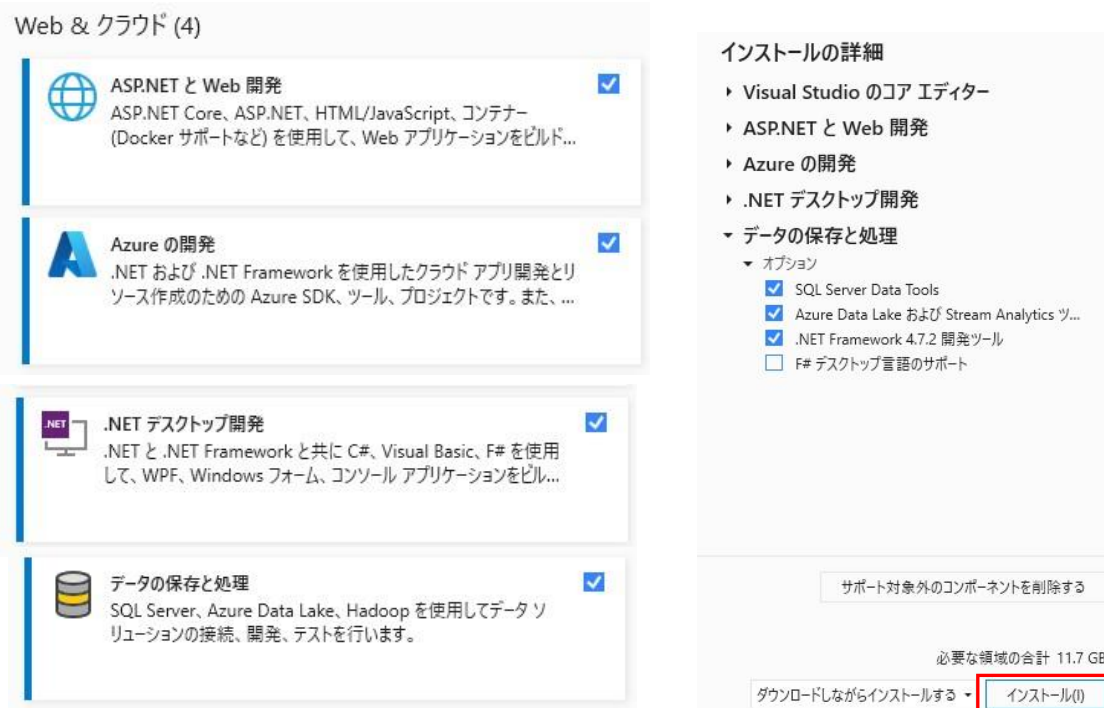 Web & クラウド (4)
ASP.NET と Web 開発
ASP.NET Core、ASP.NET、HTML/JavaScript、コンテナー
(Docker サポートなど) を使用して、Web アプリケーションをビルド...
Azure の開発
.NET および .NET Framework を使用したクラウド アプリ開発とリ
ソース作成のための Azure SDK、ツール、プロジェクトです。また、...
.NET
.NET デスクトップ開発
.NET と .NET Framework と共に C#、Visual Basic、F# を使用
して、WPF、Windows フォーム、コンソール アプリケーションをビル...
データの保存と処理
SQL Server、Azure Data Lake、Hadoop を使用してデータ ソ
リューションの接続、開発、テストを行います。
インストールの詳細
Visual Studio のコア エディター
ASP.NET と Web 開発
Azure の開発
.NET デスクトップ開発
データの保存と処理
オプション
SQL Server Data Tools
Azure Data Lake および Stream Analytics ツ...
.NET Framework 4.7.2 開発ツール
F# デスクトップ言語のサポート
サポート対象外のコンポーネントを削除する
必要な領域の合計 11.7 GB
ダウンロードしながらインストールする
インストール(I)